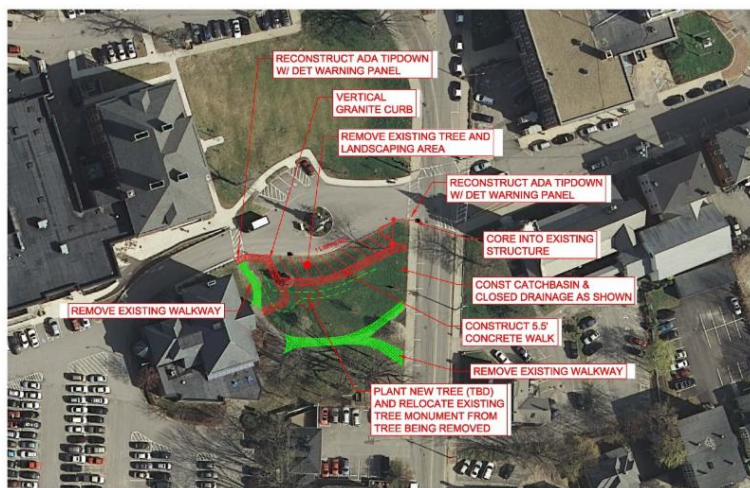 RECONSTRUCT ADA TIPDOWN
W/ DET WARNING PANEL
VERTICAL
GRANITE CURB
REMOVE EXISTING TREE AND
LANDSCAPING AREA
RECONSTRUCT ADA TIPDOWN
W/ DET WARNING PANEL
CORE INTO EXISTING
STRUCTURE
CONST CATCHBASIN &
CLOSED DRAINAGE AS SHOWN
REMOVE EXISTING WALKWAY
CONSTRUCT 5.5'
CONCRETE WALK
REMOVE EXISTING WALKWAY
PLANT NEW TREE (TBD)
AND RELOCATE EXISTING
TREE MONUMENT FROM
TREE BEING REMOVED